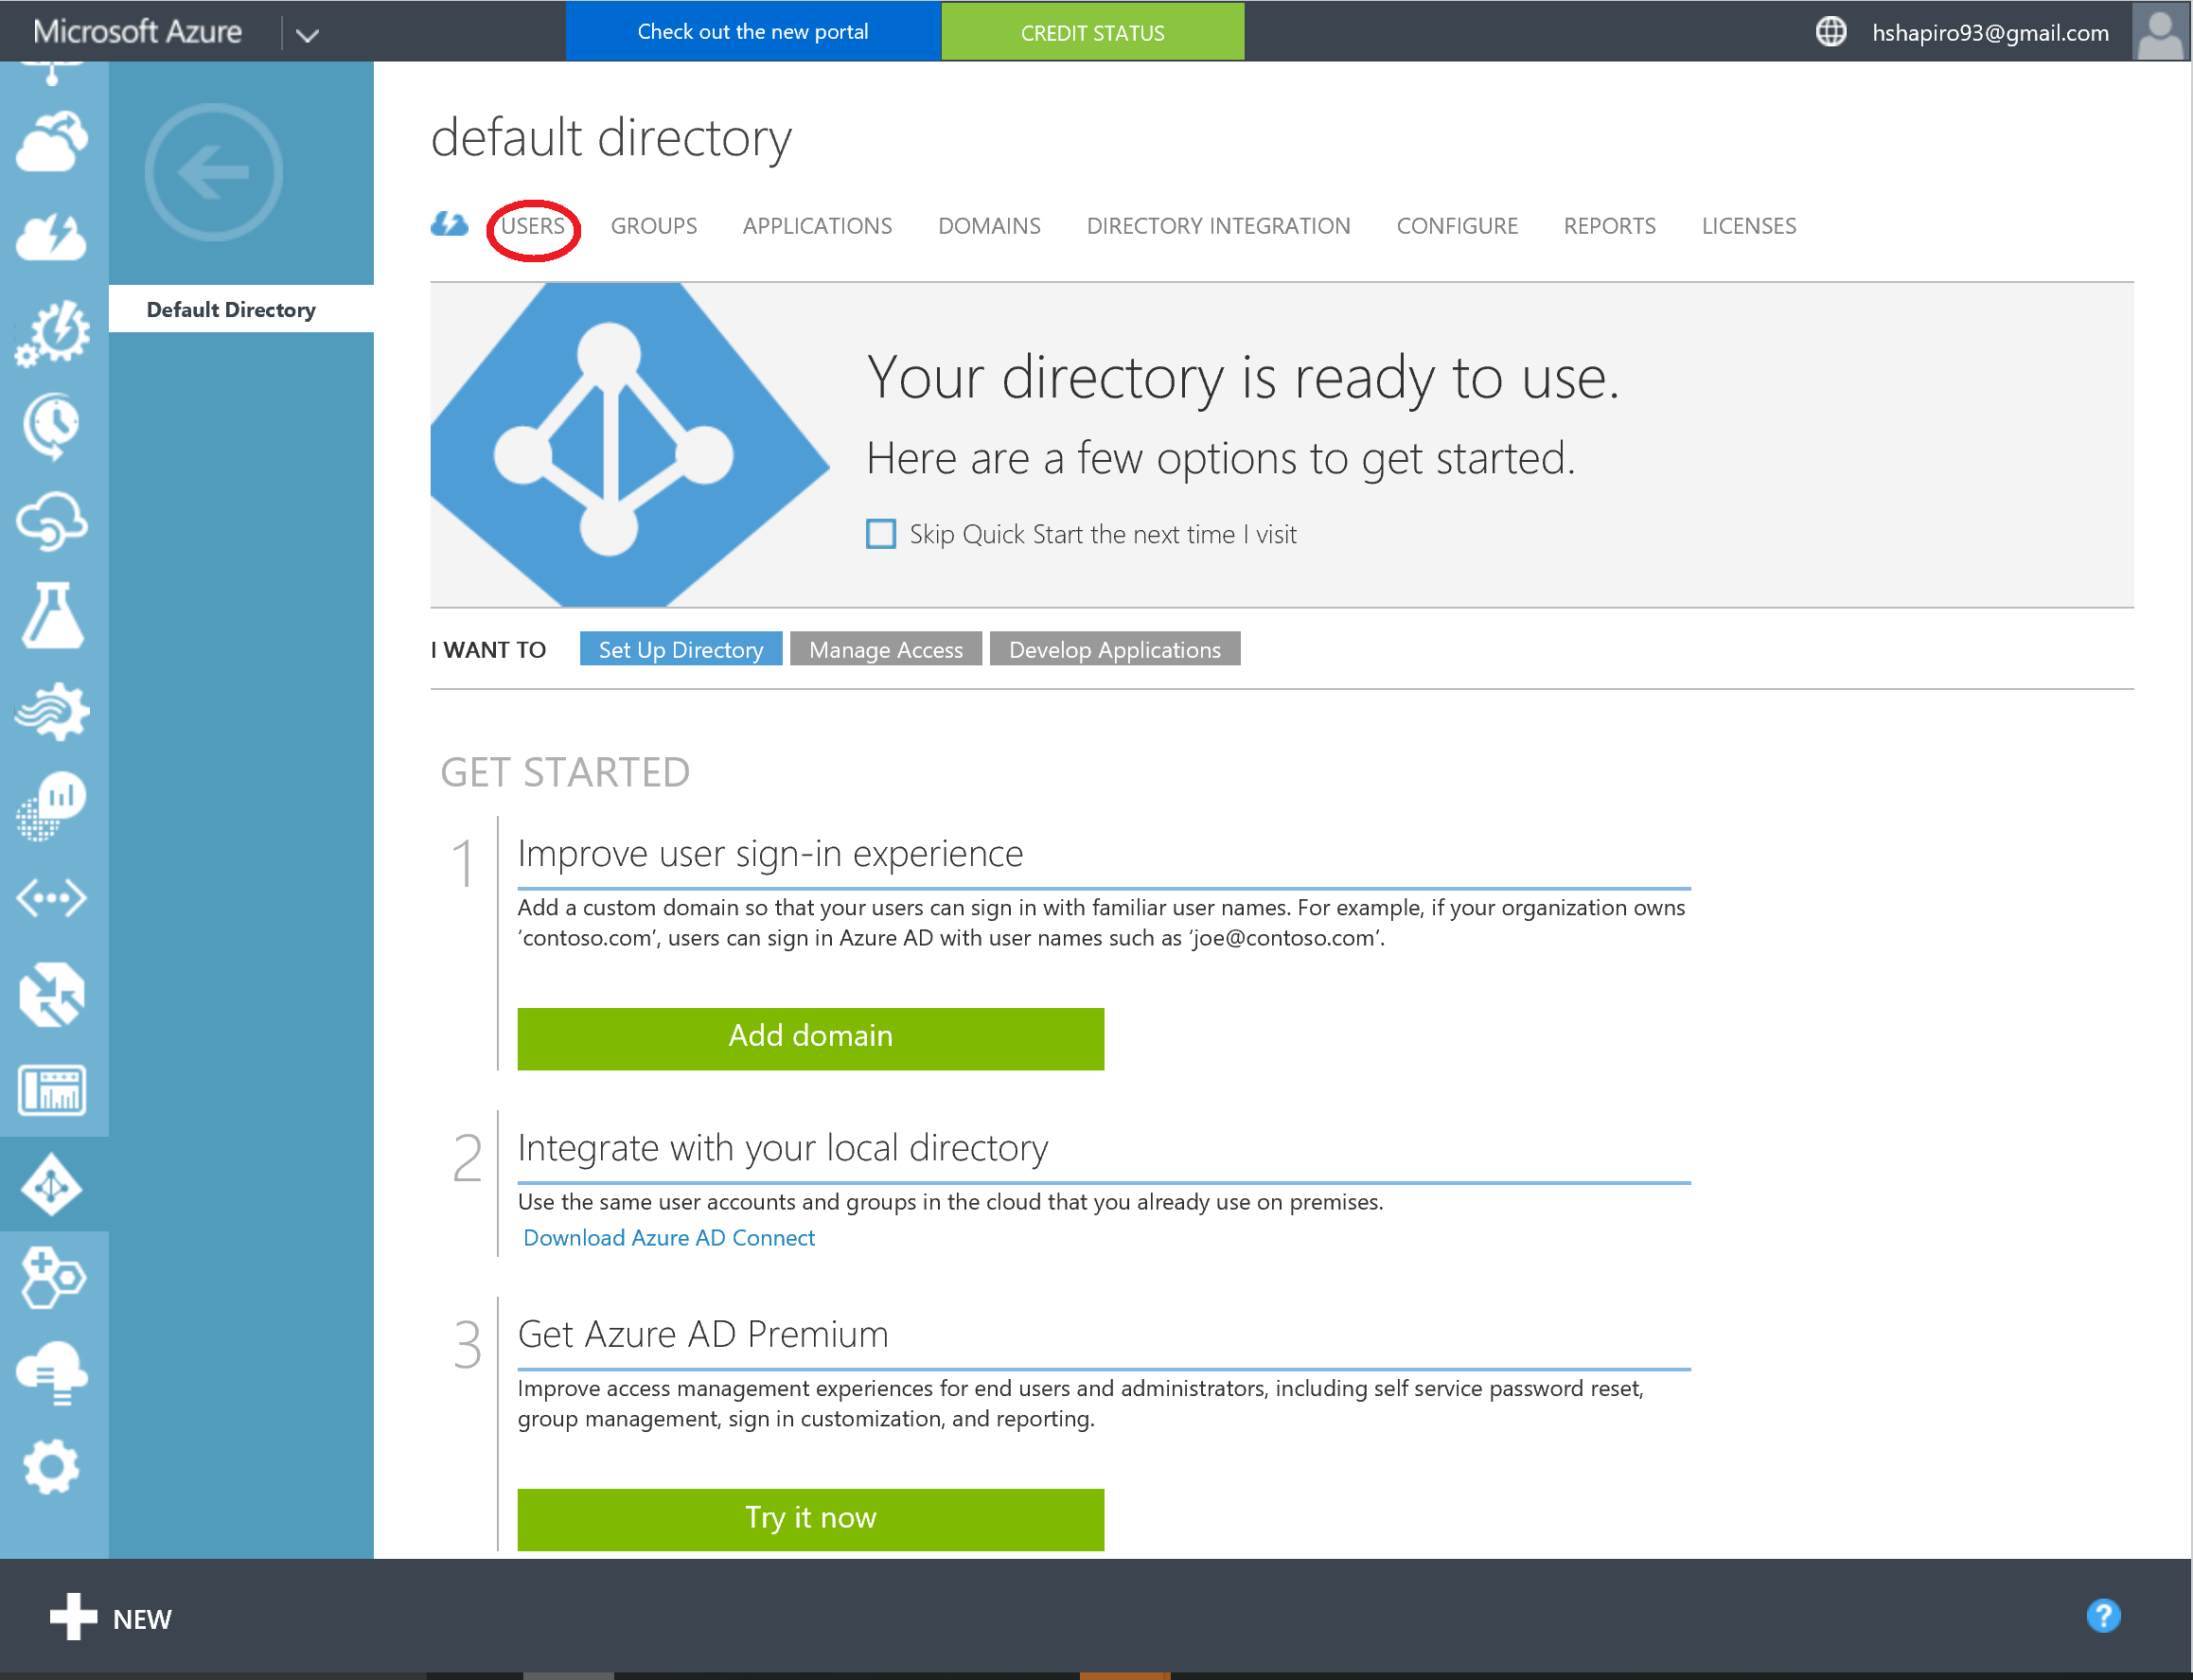 Microsoft Azure
Check out the new portal
CREDIT STATUS
hshapiro93@gmail.com
default directory
USERS GROUPS APPLICATIONS DOMAINS DIRECTORY INTEGRATION CONFIGURE REPORTS LICENSES
Default Directory
Your directory is ready to use.
Here are a few options to get started.
Skip Quick Start the next time I visit
I WANT TO Set Up Directory Manage Access Develop Applications
GET STARTED
1 Improve user sign-in experience
Add a custom domain so that your users can sign in with familiar user names. For example, if your organization owns
‘contoso.com’, users can sign in Azure AD with user names such as ‘joe@contoso.com’.
Add domain
2 Integrate with your local directory
Use the same user accounts and groups in the cloud that you already use on premises.
Download Azure AD Connect
3 Get Azure AD Premium
Improve access management experiences for end users and administrators, including self service password reset,
group management, sign in customization, and reporting.
Try it now
NEW
?